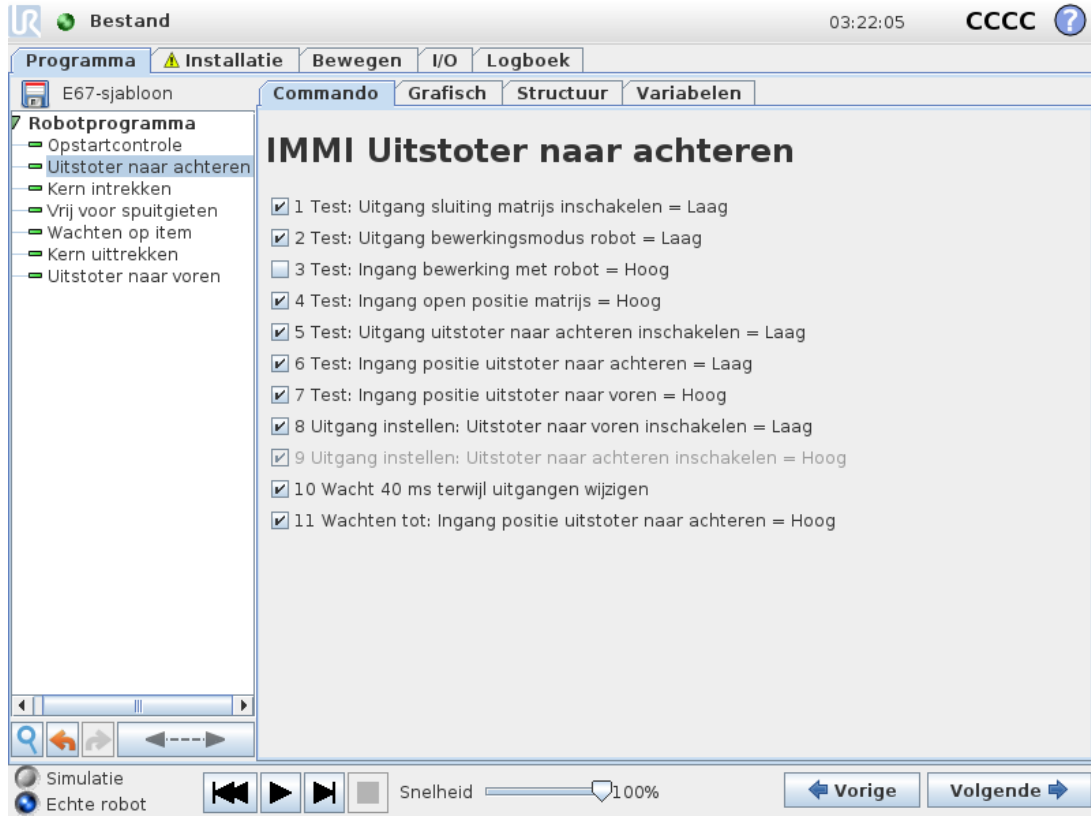 UR Bestand 03:22:05 CCCC ?
Programma Installatie Bewegen I/O Logboek
E67-sjabloon Commando Grafisch Structuur Variabelen
Robotprogramma
Opstartcontrole
Uitstoter naar achteren
Kern intrekken
Vrij voor spuitgieten
Wachten op item
Kern uittrekken
Uitstoter naar voren
IMMI Uitstoter naar achteren
1 Test: Uitgang sluiting matrijs inschakelen = Laag
2 Test: Uitgang bewerkingsmodus robot = Laag
3 Test: Ingang bewerking met robot = Hoog
4 Test: Ingang open positie matrijs = Hoog
5 Test: Uitgang uitstoter naar achteren inschakelen = Laag
6 Test: Ingang positie uitstoter naar achteren = Laag
7 Test: Ingang positie uitstoter naar voren = Hoog
8 Uitgang instellen: Uitstoter naar voren inschakelen = Laag
9 Uitgang instellen: Uitstoter naar achteren inschakelen = Hoog
10 Wacht 40 ms terwijl uitgangen wijzigen
11 Wachten tot: Ingang positie uitstoter naar achteren = Hoog
Simulatie
Echte robot
Snelheid 100%
Vorige Volgende